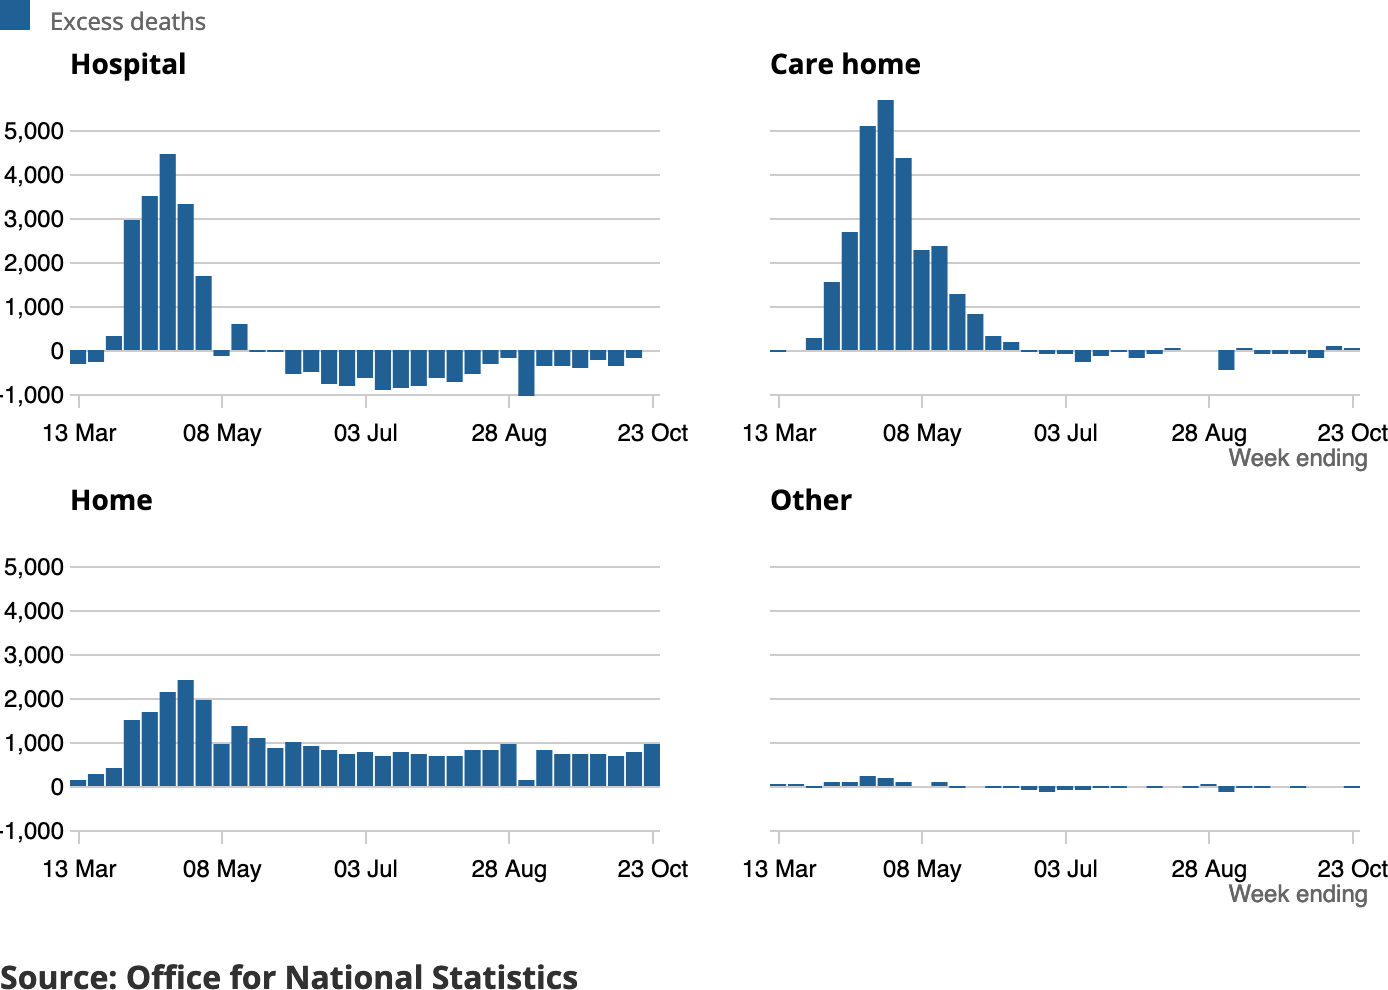 Excess deaths
Hospital
5,000
4,000
3,000
2,000
1,000
0
-1,000
13 Mar 08 May 03 Jul 28 Aug 23 Oct
Care home
13 Mar 08 May 03 Jul 28 Aug 23 Oct
Week ending
Home
5,000
4,000
3,000
2,000
1,000
0
-1,000
13 Mar 08 May 03 Jul 28 Aug 23 Oct
Other
13 Mar 08 May 03 Jul 28 Aug 23 Oct
Week ending
Source: Office for National Statistics